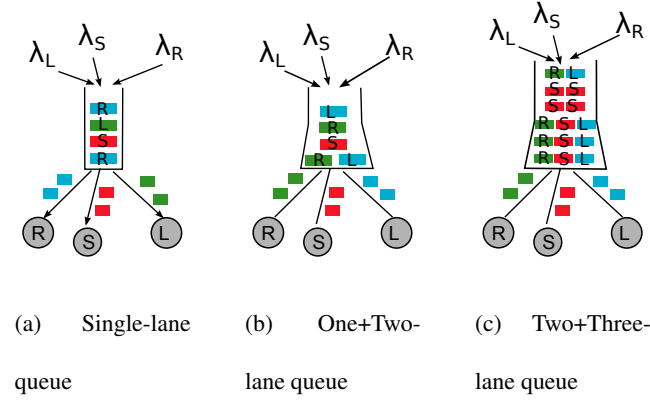 λL λS λR
R
L
S
R
R S L
(a) Single-lane
queue
λL λS λR
L
R
S
R L
R S L
(b) One+Two-
lane queue
λL λS λR
R L
S S
S S
R S L
R S L
R S L
R S L
(c) Two+Three-
lane queue